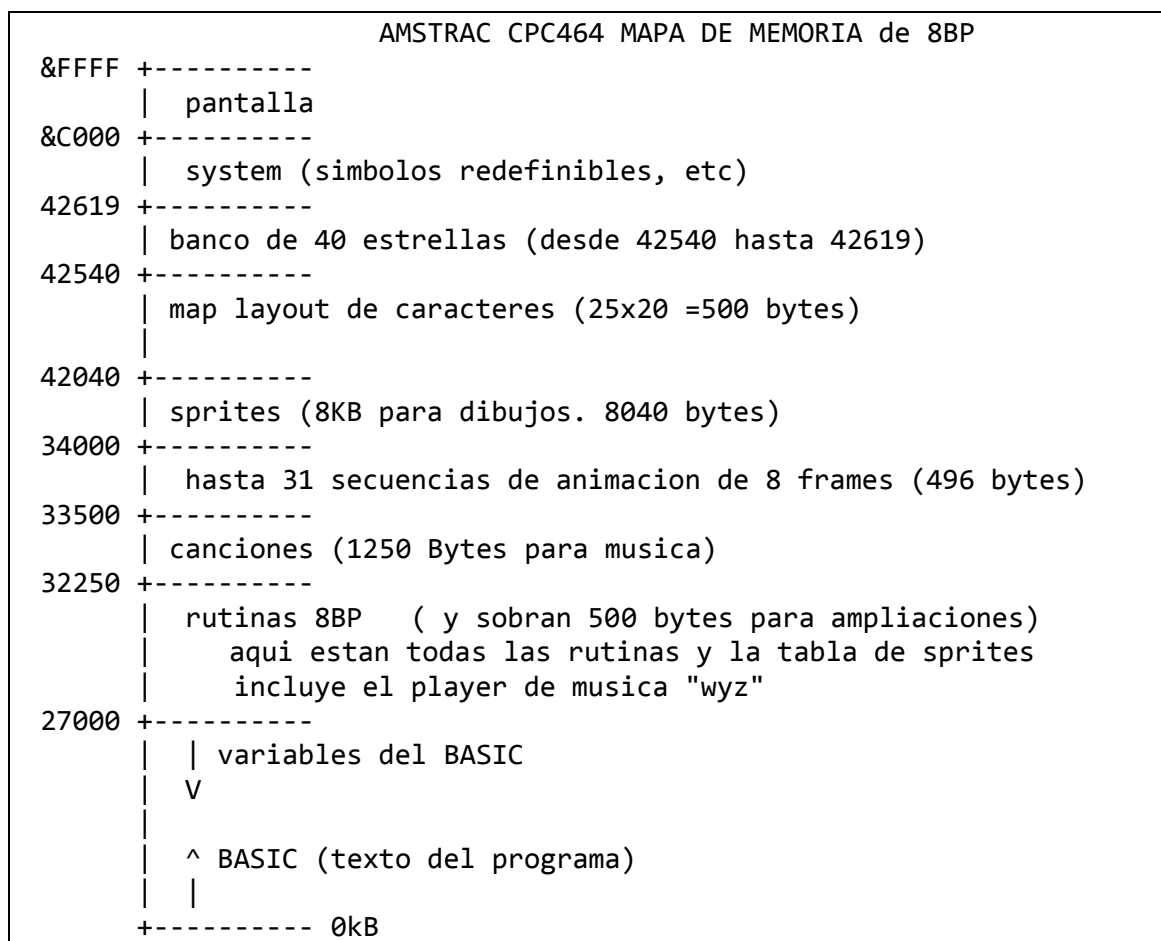 AMSTRAC CPC464 MAPA DE MEMORIA de 8BP
&FFFF +----------
| pantalla
&C000 +----------
| system (simbolos redefinibles, etc)
42619 +----------
| banco de 40 estrellas (desde 42540 hasta 42619)
42540 +----------
| map layout de caracteres (25x20 =500 bytes)
|
42040 +----------
| sprites (8KB para dibujos. 8040 bytes)
34000 +----------
| hasta 31 secuencias de animacion de 8 frames (496 bytes)
33500 +----------
| canciones (1250 Bytes para musica)
32250 +----------
| rutinas 8BP ( y sobran 500 bytes para ampliaciones)
| aqui estan todas las rutinas y la tabla de sprites
| incluye el player de musica "wyz"
27000 +----------
| | variables del BASIC
| V
|
| ^ BASIC (texto del programa)
| |
+---------- 0kB